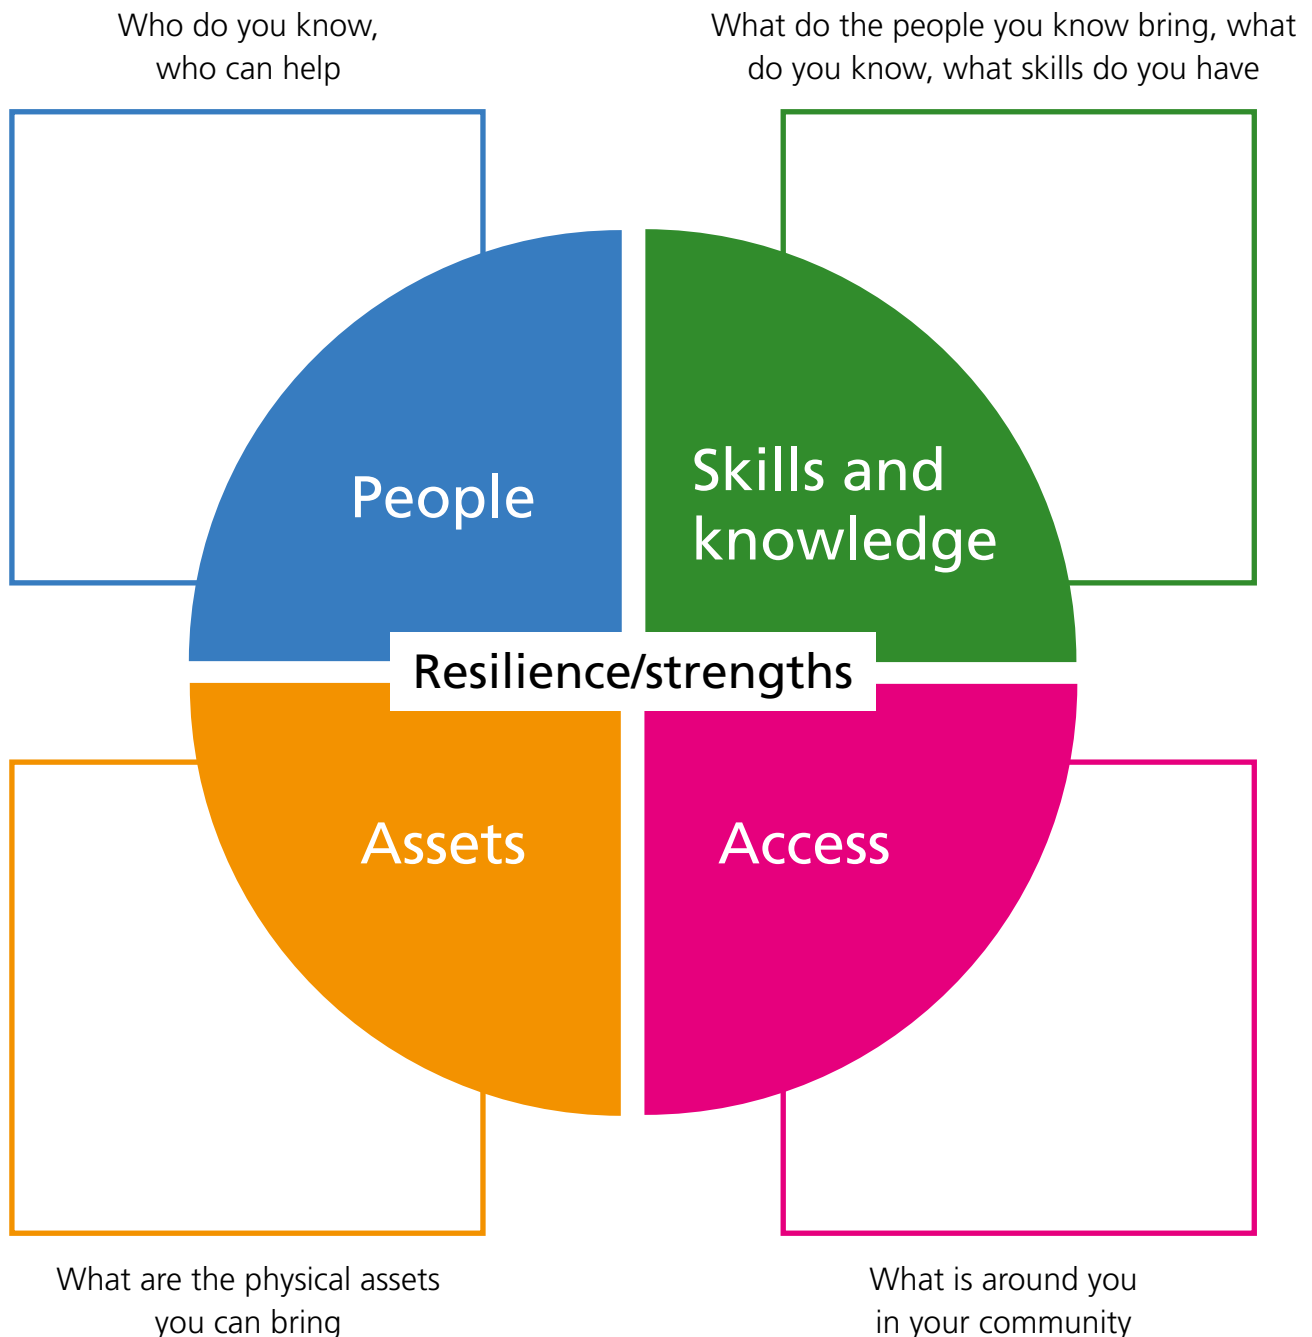 Who do you know,
who can help
What do the people you know bring, what
do you know, what skills do you have
People
Skills and
knowledge
Resilience/strengths
Assets
Access
What are the physical assets
you can bring
What is around you
in your community